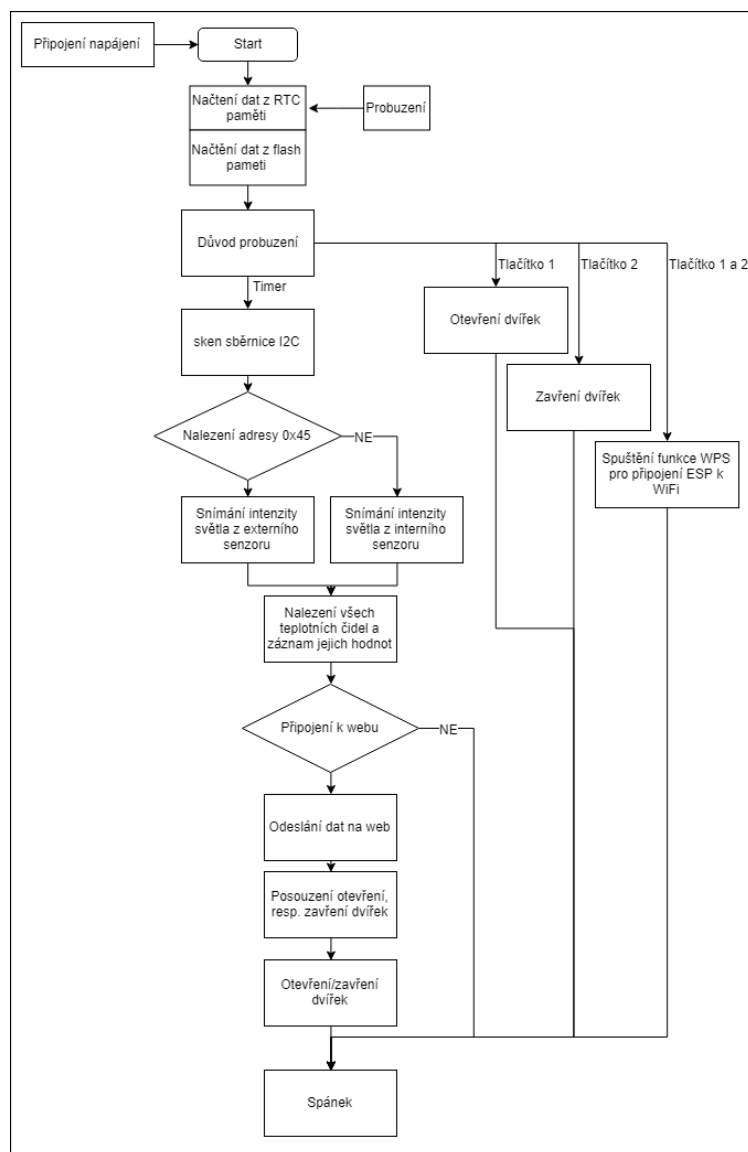 Připojení napájení
Start
Načtení dat z RTC
paměti
Probuzení
Načtění dat z flash
pameti
Důvod probuzení
Tlačítko 1
Tlačítko 2
Tlačítko 1 a 2
Timer
Otevření dvířek
sken sběrnice I2C
Zavření dvířek
Nalezení adresy 0x45
NE
Spuštění funkce WPS
pro připojení ESP k
WiFi
Snímání intenzity
světla z externího
senzoru
Snímání intenzity
světla z interního
senzoru
Nalezení všech
teplotních čidel a
záznam jejich hodnot
Připojení k webu
NE
Odeslání dat na web
Posouzení otevření,
resp. zavření dvířek
Otevření/zavření
dvířek
Spánek